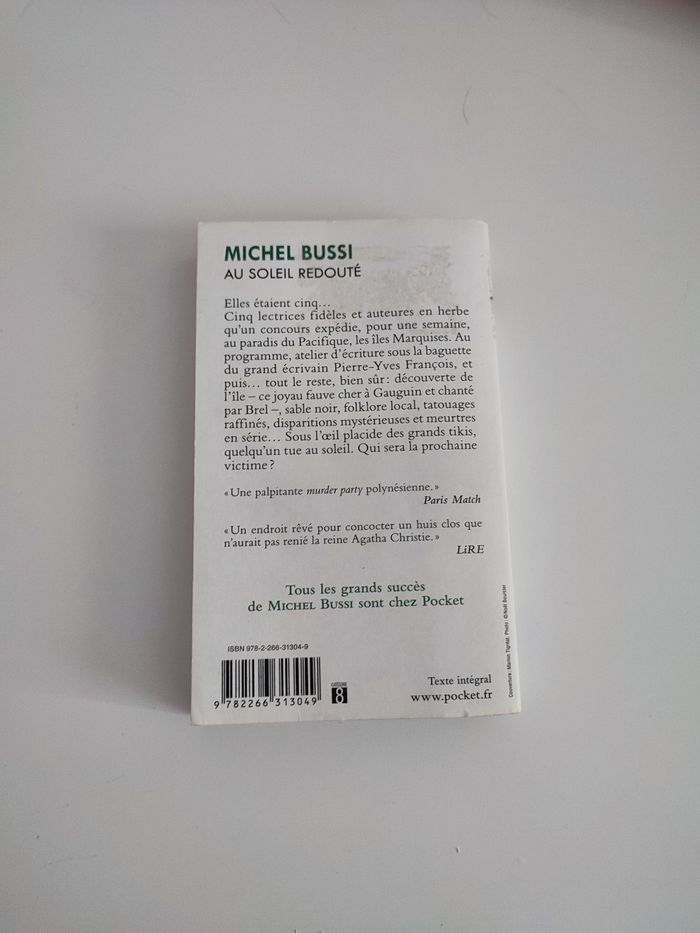 MICHEL BUSSI
AU SOLEIL REDOUTÉ
Elles étaient cinq...
Cinq lectrices fidèles et auteures en herbe
qu'un concours expédie, pour une semaine,
au paradis du Pacifique, les îles Marquises. Au
programme, atelier d'écriture sous la baguette
du grand écrivain Pierre-Yves François, et
puis... tout le reste, bien sûr : découverte de
l'île – ce joyau fauve cher à Gauguin et chanté
par Brel –, sable noir, folklore local, tatouages
raffinés, disparitions mystérieuses et meurtres
en série... Sous l'œil placide des grands tikis,
quelqu'un tue au soleil. Qui sera la prochaine
victime ?
« Une palpitante murder party polynésienne. »
Paris Match
« Un endroit rêvé pour concocter un huis clos que
n'aurait pas renié la reine Agatha Christie. »
LiRE
Tous les grands succès
de MICHEL BUSSI sont chez Pocket
ISBN 978-2-266-31304-9
9 782266 313049
CATÉGORIE
8
Texte intégral
www.pocket.fr
Couverture : Marion Tigréat. Photo : ©